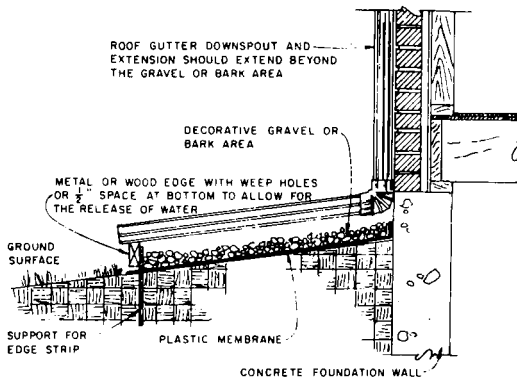 ROOF GUTTER DOWNSPOUT AND
EXTENSION SHOULD EXTEND BEYOND
THE GRAVEL OR BARK AREA
DECORATIVE GRAVEL OR
BARK AREA
METAL OR WOOD EDGE WITH WEEP HOLES
OR 1/2" SPACE AT BOTTOM TO ALLOW FOR
THE RELEASE OF WATER
GROUND
SURFACE
SUPPORT FOR
EDGE STRIP
PLASTIC MEMBRANE
CONCRETE FOUNDATION WALL